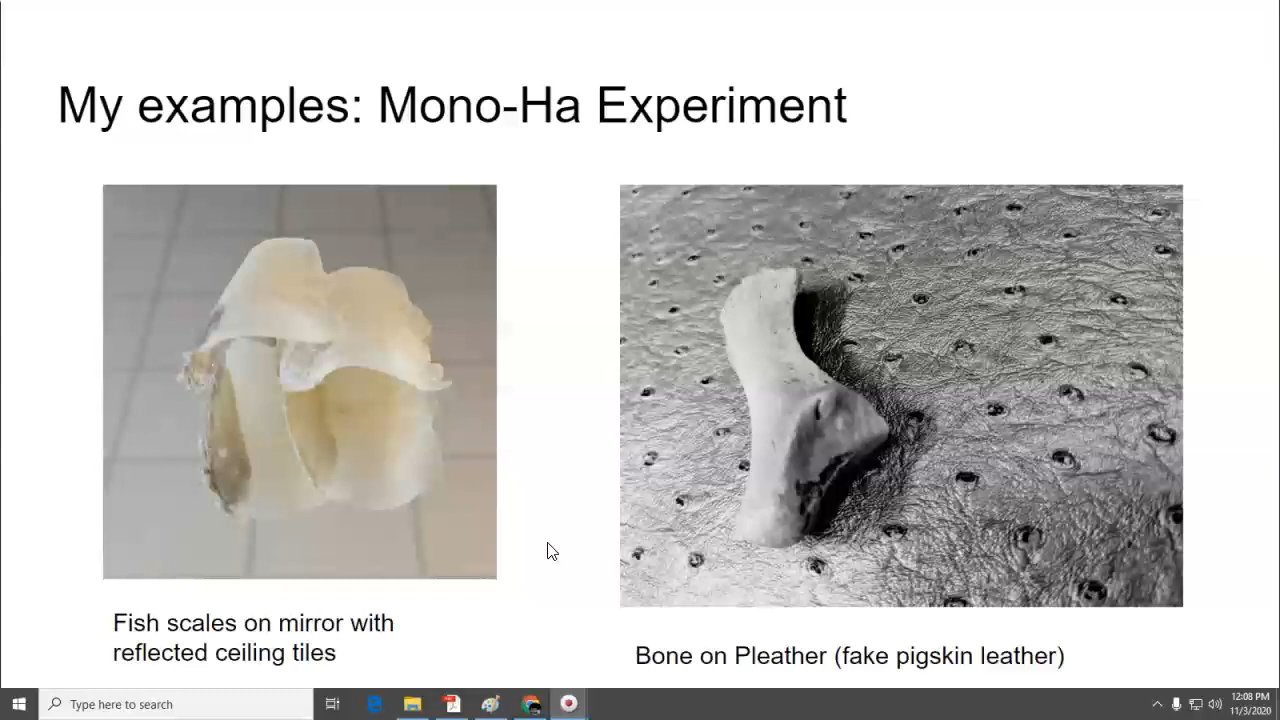 My examples: Mono-Ha Experiment
Fish scales on mirror with
reflected ceiling tiles
Bone on Pleather (fake pigskin leather)
Type here to search
12:08 PM
11/3/2020